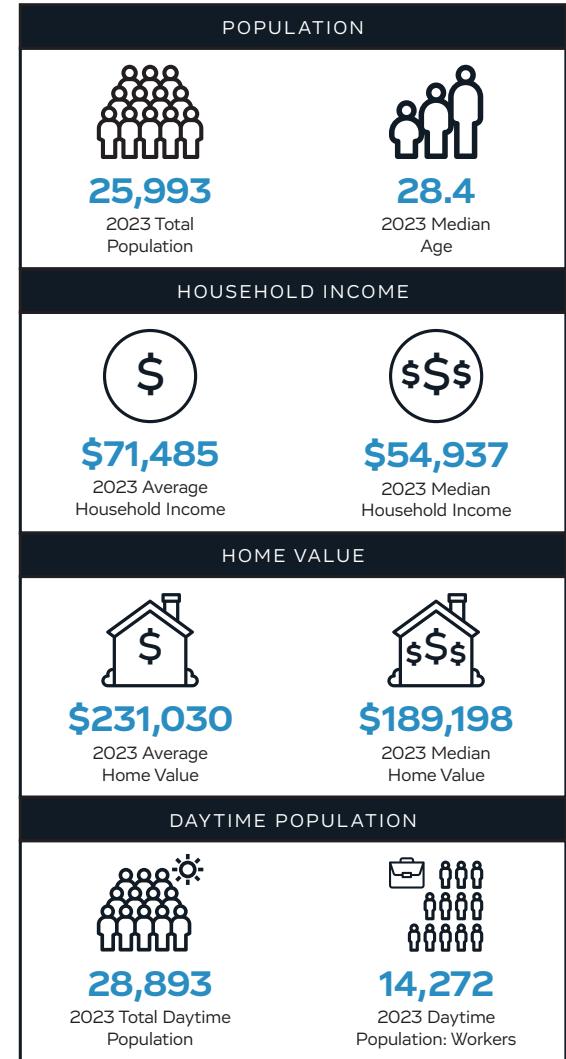 POPULATION
25,993
2023 Total
Population
28.4
2023 Median
Age
HOUSEHOLD INCOME
$
$71,485
2023 Average
Household Income
$$$
$54,937
2023 Median
Household Income
HOME VALUE
$
$231,030
2023 Average
Home Value
$$$
$189,198
2023 Median
Home Value
DAYTIME POPULATION
28,893
2023 Total Daytime
Population
14,272
2023 Daytime
Population: Workers